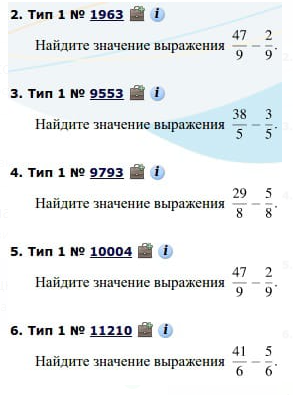 2. Тип 1 № 1963 i
Найдите значение выражения 47/9 − 2/9.
3. Тип 1 № 9553 i
Найдите значение выражения 38/5 − 3/5.
4. Тип 1 № 9793 i
Найдите значение выражения 29/8 − 5/8.
5. Тип 1 № 10004 i
Найдите значение выражения 47/9 − 2/9.
6. Тип 1 № 11210 i
Найдите значение выражения 41/6 − 5/6.